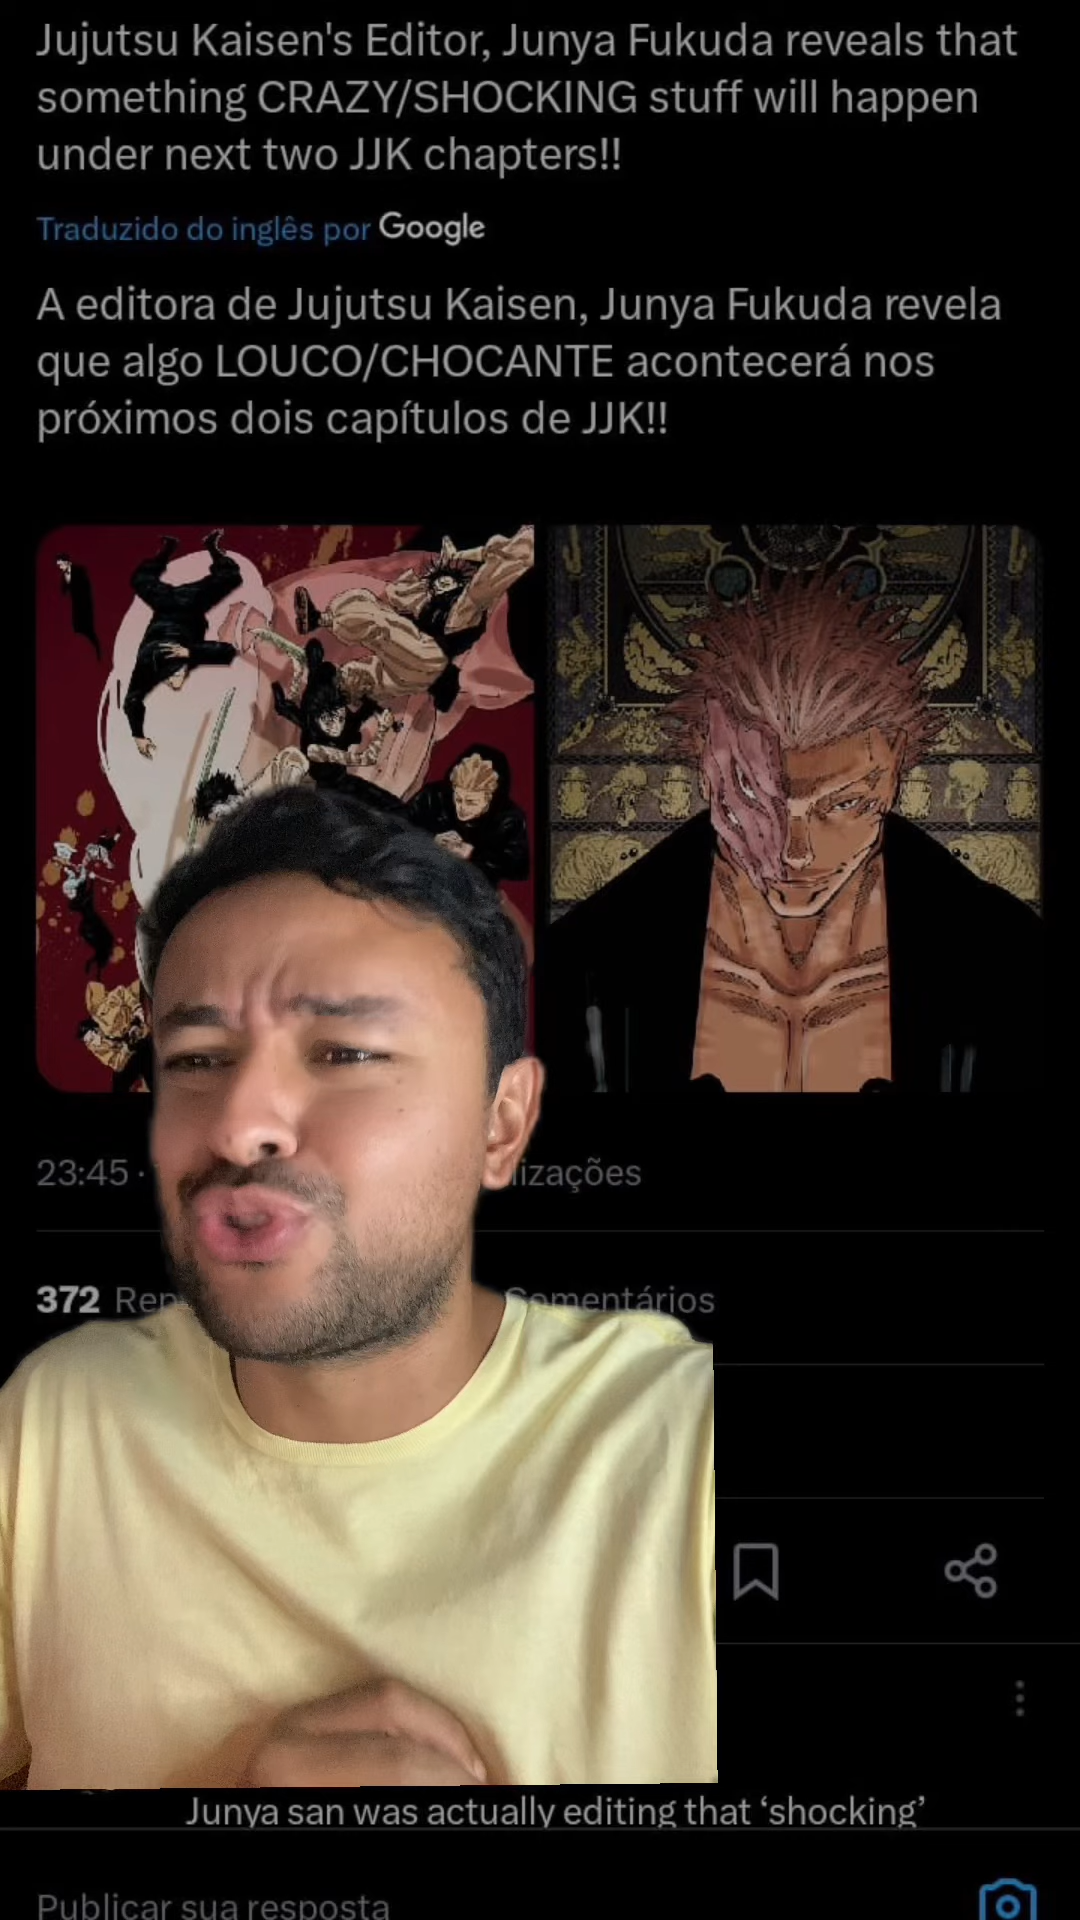 Jujutsu Kaisen's Editor, Junya Fukuda reveals that
something CRAZY/SHOCKING stuff will happen
under next two JJK chapters!!
Traduzido do inglês por Google
A editora de Jujutsu Kaisen, Junya Fukuda revela
que algo LOUCO/CHOCANTE acontecerá nos
próximos dois capítulos de JJK!!
23:45 ·
372 Comentários
Junya san was actually editing that ‘shocking’
Publicar sua resposta